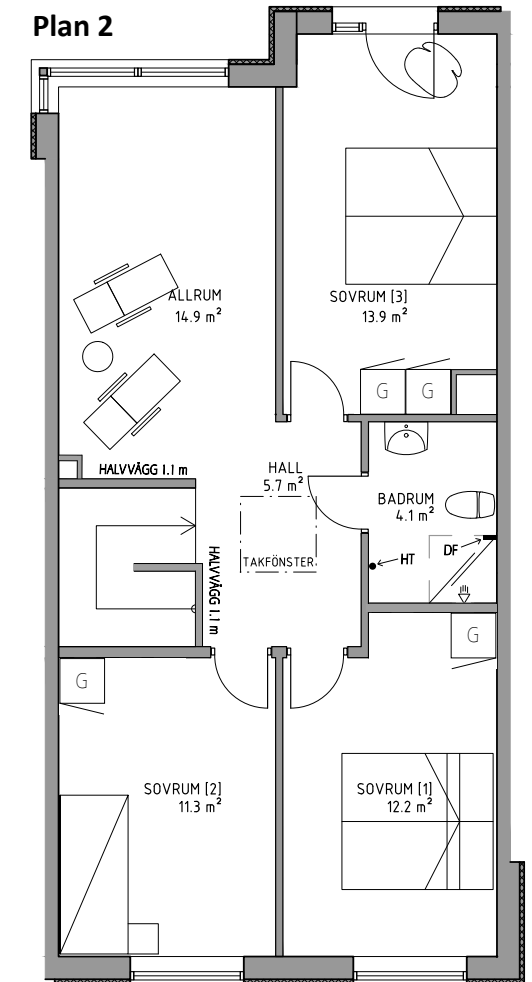 Plan 2
ALLRUM
14.9 m²
SOVRUM [3]
13.9 m²
G G
HALVVÄGG 1.1 m
HALL
5.7 m²
BADRUM
4.1 m²
TAKFÖNSTER
HALVVÄGG 1.1 m
HT
DF
G
G
SOVRUM [2]
11.3 m²
SOVRUM [1]
12.2 m²